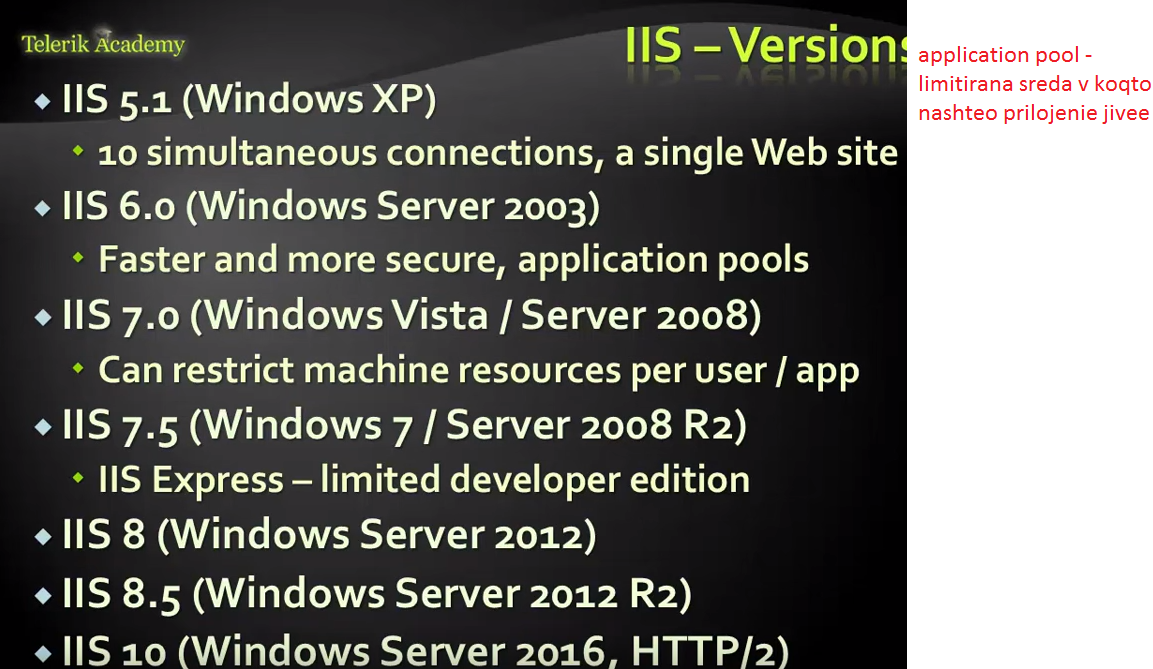 Telerik Academy
IIS – Versions
IIS 5.1 (Windows XP)
10 simultaneous connections, a single Web site
IIS 6.0 (Windows Server 2003)
Faster and more secure, application pools
IIS 7.0 (Windows Vista / Server 2008)
Can restrict machine resources per user / app
IIS 7.5 (Windows 7 / Server 2008 R2)
IIS Express – limited developer edition
IIS 8 (Windows Server 2012)
IIS 8.5 (Windows Server 2012 R2)
IIS 10 (Windows Server 2016, HTTP/2)
application pool -
limitirana sreda v koqto
nashteo prilojenie jivee